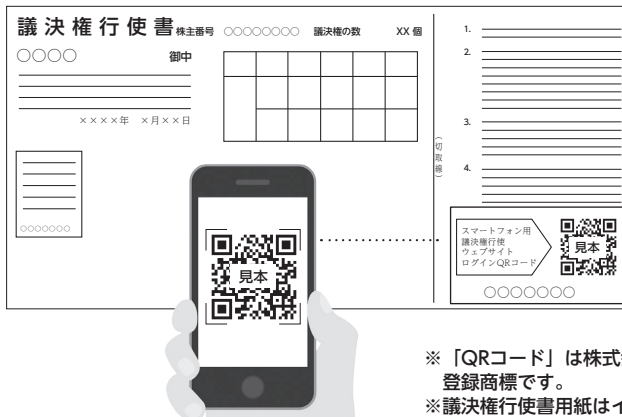 議決権行使書 株主番号 ○○○○○○○○ 議決権の数 XX 個
○○○○ 御中
××××年 ×月××日
○○○○○○○
見本
(切取線)
1.
2.
3.
4.
スマートフォン用
議決権行使
ウェブサイト
ログインQRコード
見本
○○○○○○○
※「QRコード」は株式
登録商標です。
※議決権行使書用紙はイ